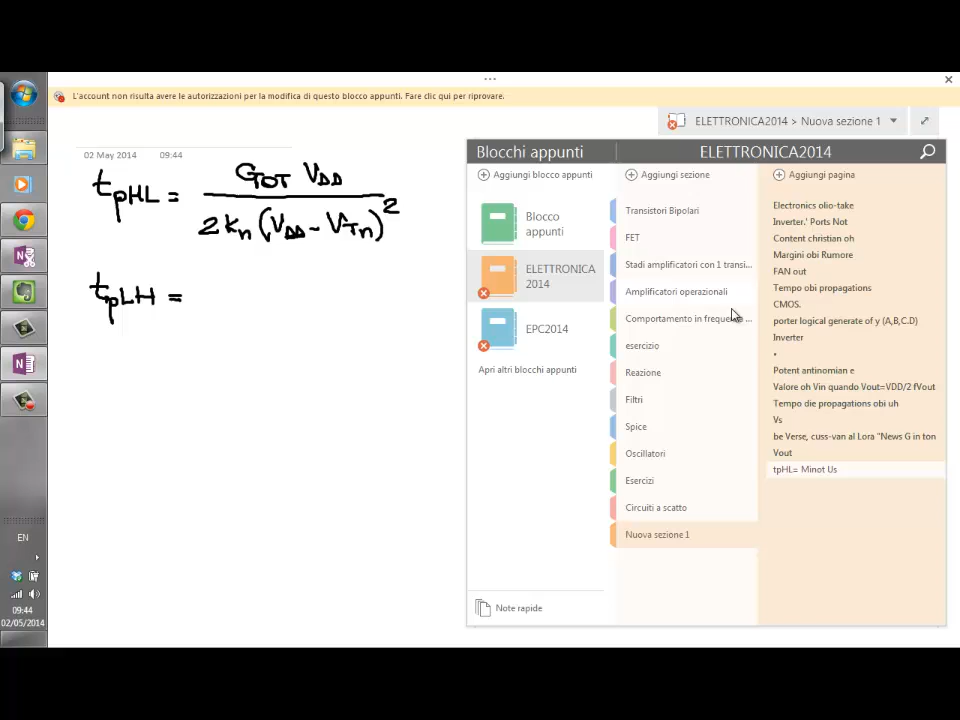 L'account non risulta avere le autorizzazioni per la modifica di questo blocco appunti. Fare clic qui per riprovare.
ELETTRONICA2014 > Nuova sezione 1
02 May 2014 09:44
tpHL = CTOT VDD
2 Kn (VDD - VTn)2
tpLH =
Blocchi appunti
ELETTRONICA2014
Aggiungi blocco appunti
Blocco
appunti
ELETTRONICA
2014
EPC2014
Apri altri blocchi appunti
Note rapide
Aggiungi sezione
Transistori Bipolari
FET
Stadi amplificatori con 1 transi...
Amplificatori operazionali
Comportamento in freque ...
esercizio
Reazione
Filtri
Spice
Oscillatori
Esercizi
Circuiti a scatto
Nuova sezione 1
Aggiungi pagina
Electronics olio-take
Inverter.' Ports Not
Content christian oh
Margini obi Rumore
FAN out
Tempo obi propagations
CMOS.
porter logical generate of y (A,B,C.D)
Inverter
•
Potent antinomian e
Valore oh Vin quando Vout=VDD/2 fVout
Tempo die propagations obi uh
Vs
be Verse, cuss-van al Lora "News G in ton
Vout
tpHL= Minot Us
EN
09:44
02/05/2014